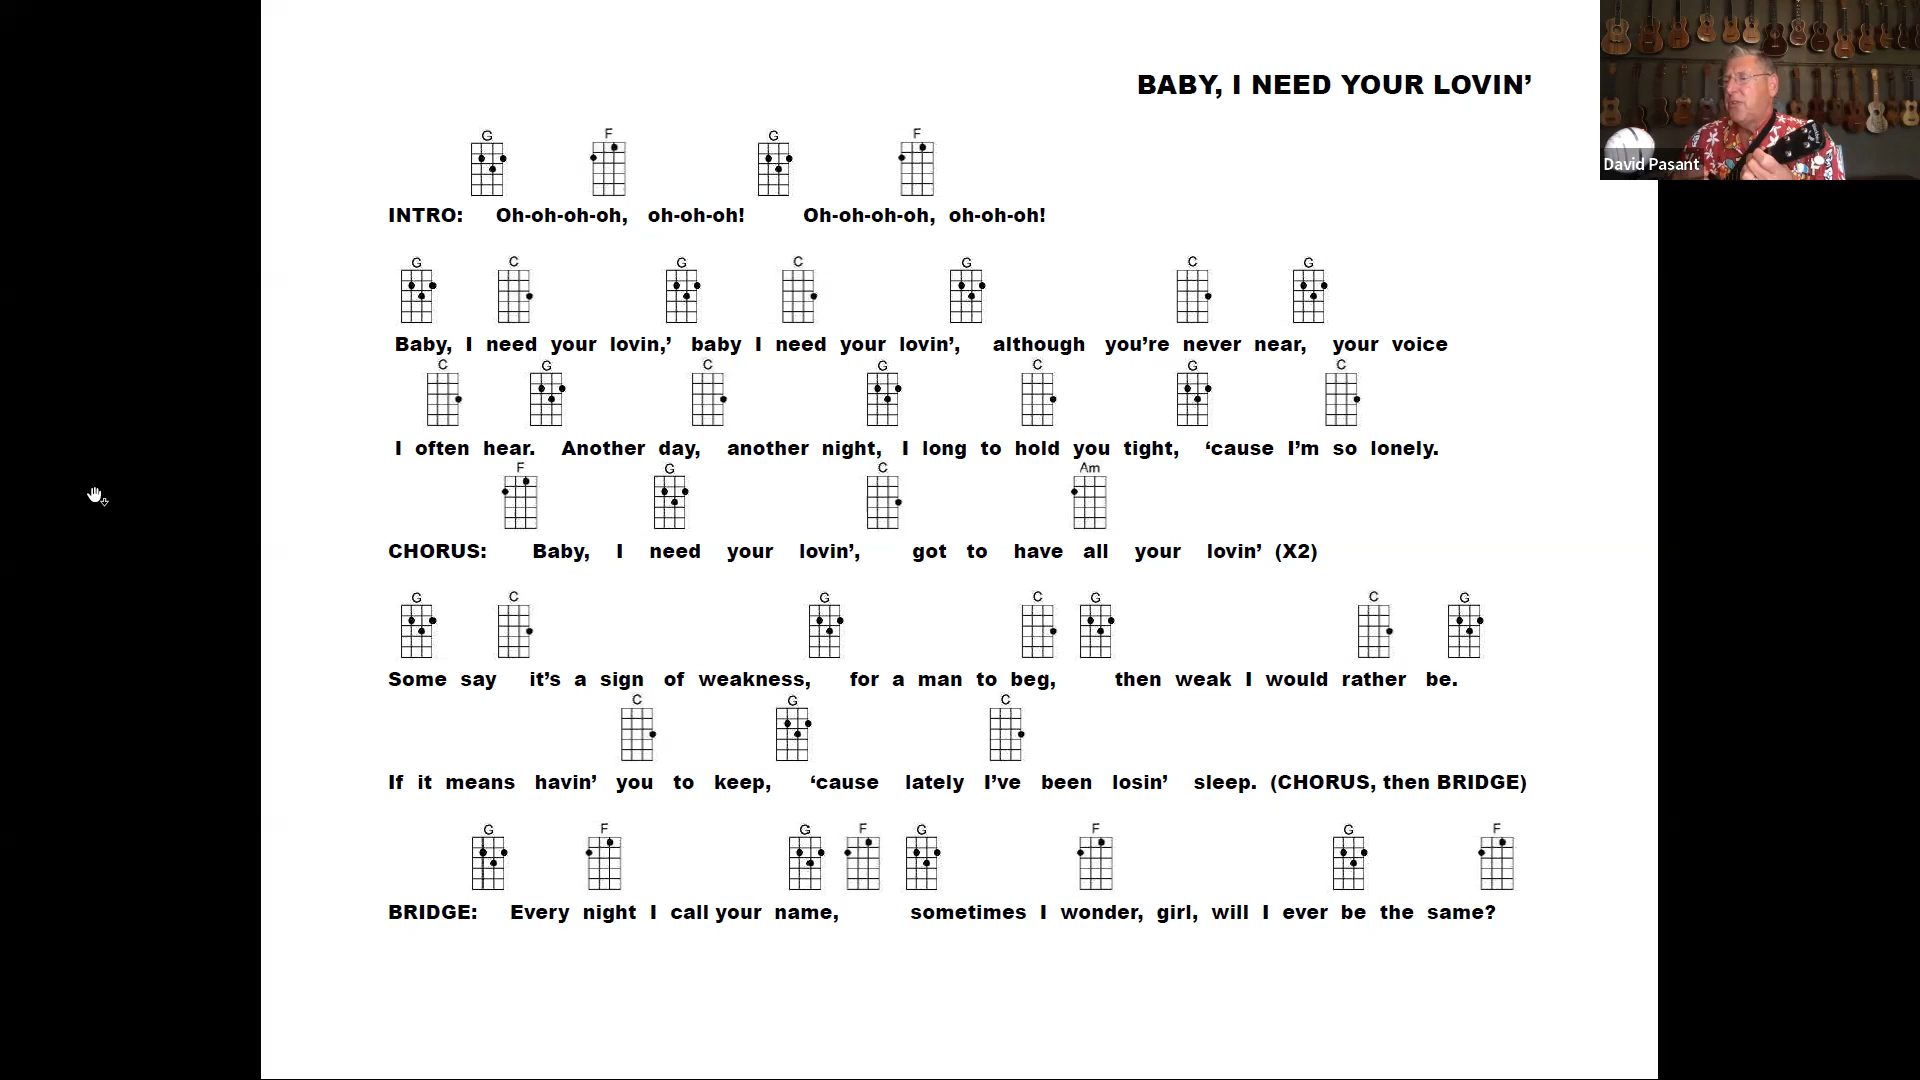 BABY, I NEED YOUR LOVIN’
G F G F
INTRO: Oh-oh-oh-oh, oh-oh-oh! Oh-oh-oh-oh, oh-oh-oh!
G C G C G C G
Baby, I need your lovin,’ baby I need your lovin’, although you’re never near, your voice
C G C G C G C
I often hear. Another day, another night, I long to hold you tight, ‘cause I’m so lonely.
F G C Am
CHORUS: Baby, I need your lovin’, got to have all your lovin’ (X2)
G C G C G C G
Some say it’s a sign of weakness, for a man to beg, then weak I would rather be.
C G C
If it means havin’ you to keep, ‘cause lately I’ve been losin’ sleep. (CHORUS, then BRIDGE)
G F G F G F G F
BRIDGE: Every night I call your name, sometimes I wonder, girl, will I ever be the same?
David Pasant